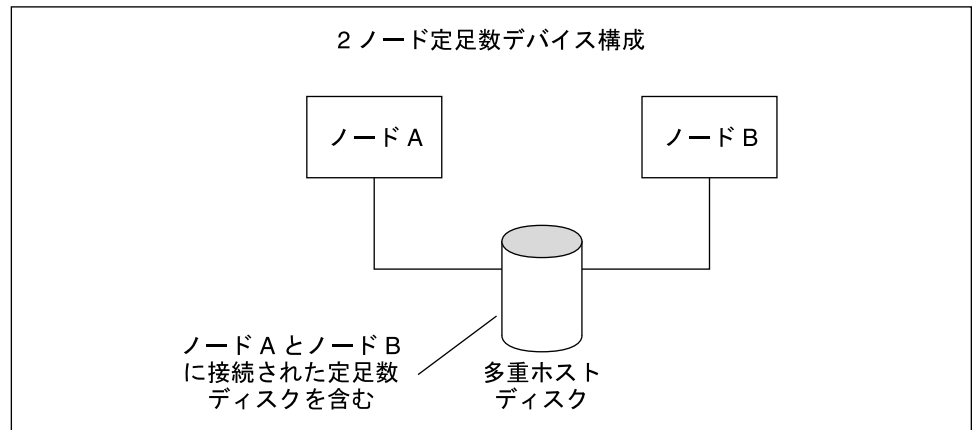 2 ノード定足数デバイス構成
ノード A
ノード B
ノード A とノード B
に接続された定足数
ディスクを含む
多重ホスト
ディスク